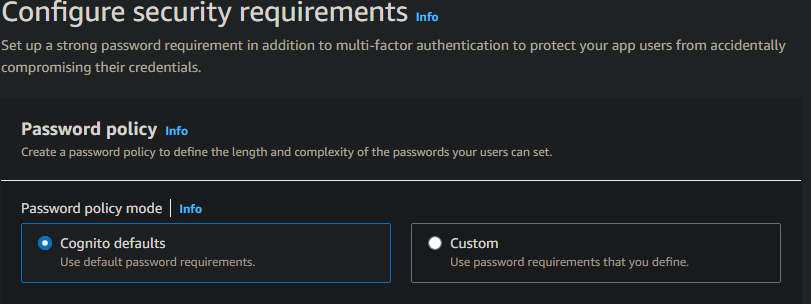 Configure security requirements Info
Set up a strong password requirement in addition to multi-factor authentication to protect your app users from accidentally
compromising their credentials.
Password policy Info
Create a password policy to define the length and complexity of the passwords your users can set.
Password policy mode | Info
Cognito defaults
Use default password requirements.
Custom
Use password requirements that you define.